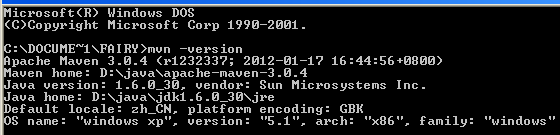 Microsoft(R) Windows DOS
(C)Copyright Microsoft Corp 1990-2001.
C:\DOCUME~1\FAIRY>mvn -version
Apache Maven 3.0.4 (r1232337; 2012-01-17 16:44:56+0800)
Maven home: D:\java\apache-maven-3.0.4
Java version: 1.6.0_30, vendor: Sun Microsystems Inc.
Java home: D:\java\jdk1.6.0_30\jre
Default locale: zh_CN, platform encoding: GBK
OS name: "windows xp", version: "5.1", arch: "x86", family: "windows"